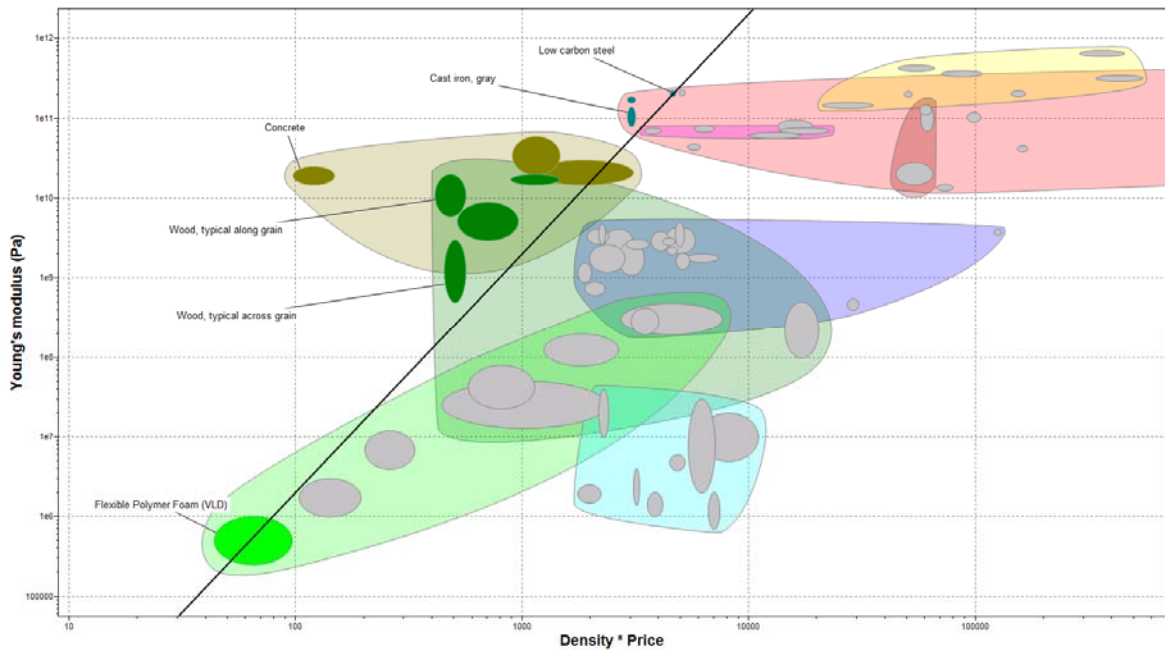 1e12
Low carbon steel
Cast iron, gray
1e11
Concrete
1e10
Wood, typical along grain
1e9
Wood, typical across grain
1e8
1e7
Flexible Polymer Foam (VLD)
1e6
100000
Young's modulus (Pa)
10
100
1000
10000
100000
Density * Price